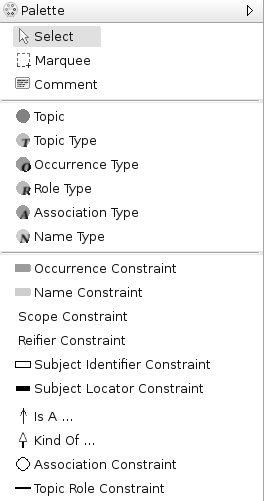 Palette
Select
Marquee
Comment
Topic
T Topic Type
O Occurrence Type
R Role Type
A Association Type
N Name Type
Occurrence Constraint
Name Constraint
Scope Constraint
Reifier Constraint
Subject Identifier Constraint
Subject Locator Constraint
Is A ...
Kind Of ...
Association Constraint
Topic Role Constraint